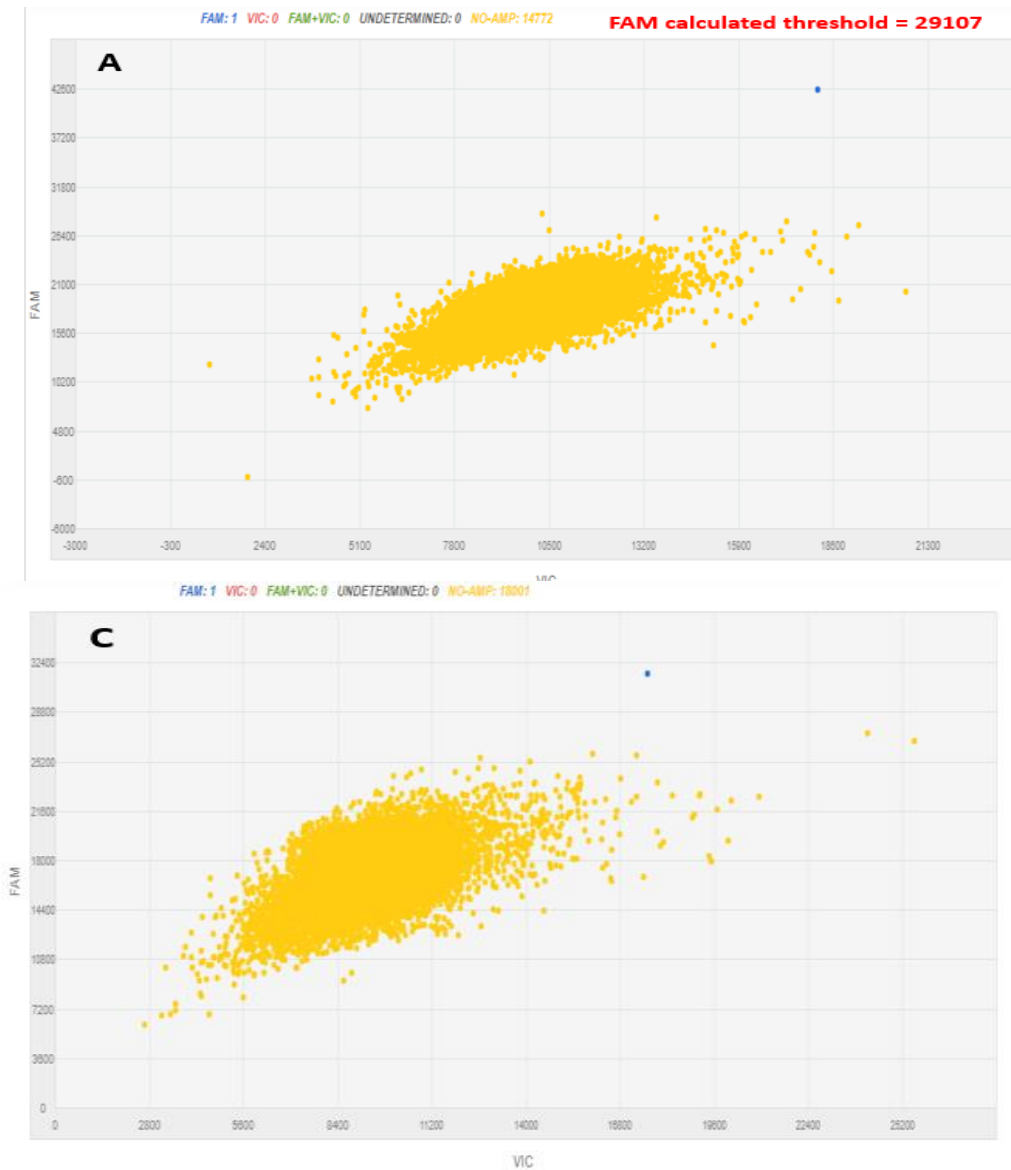 FAM: 1 VIC: 0 FAM+VIC: 0 UNDETERMINED: 0 NO-AMP: 14772
FAM calculated threshold = 29107
A
42600
37200
31800
26400
21000
15600
10200
4800
-600
-6000
FAM
-3000 -300 2400 5100 7800 10500 13200 15900 18600 21300
VIC
FAM: 1 VIC: 0 FAM+VIC: 0 UNDETERMINED: 0 NO-AMP: 18001
C
32400
28800
25200
21600
18000
14400
10800
7200
3600
0
FAM
0 2800 5600 8400 11200 14000 16800 19600 22400 25200
VIC